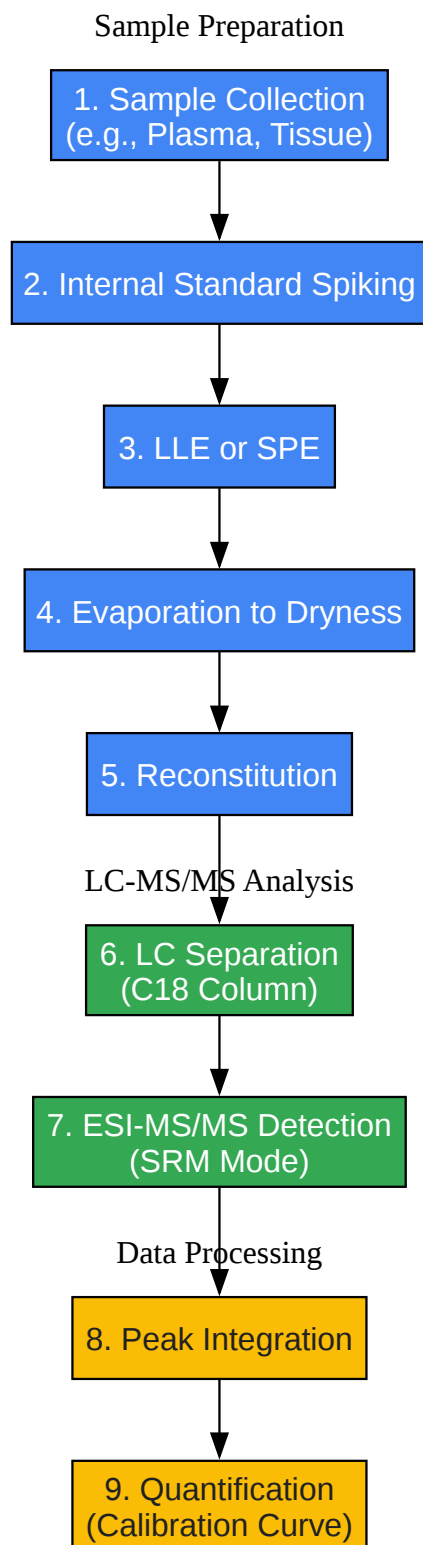 Sample Preparation
1. Sample Collection
(e.g., Plasma, Tissue)
2. Internal Standard Spiking
3. LLE or SPE
4. Evaporation to Dryness
5. Reconstitution
LC-MS/MS Analysis
6. LC Separation
(C18 Column)
7. ESI-MS/MS Detection
(SRM Mode)
Data Processing
8. Peak Integration
9. Quantification
(Calibration Curve)